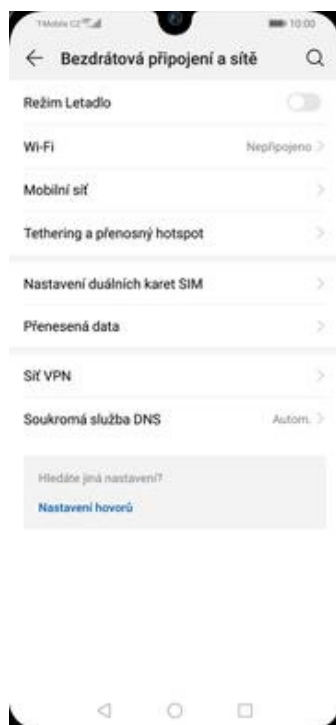 T-Mobile CZ
10:00
Bezdrátová připojení a sítě
Režim Letadlo
Wi-Fi
Nepřipojeno
Mobilní síť
Tethering a přenosný hotspot
Nastavení duálních karet SIM
Přenesená data
Síť VPN
Soukromá služba DNS
Autom.
Hledáte jiná nastavení?
Nastavení hovorů